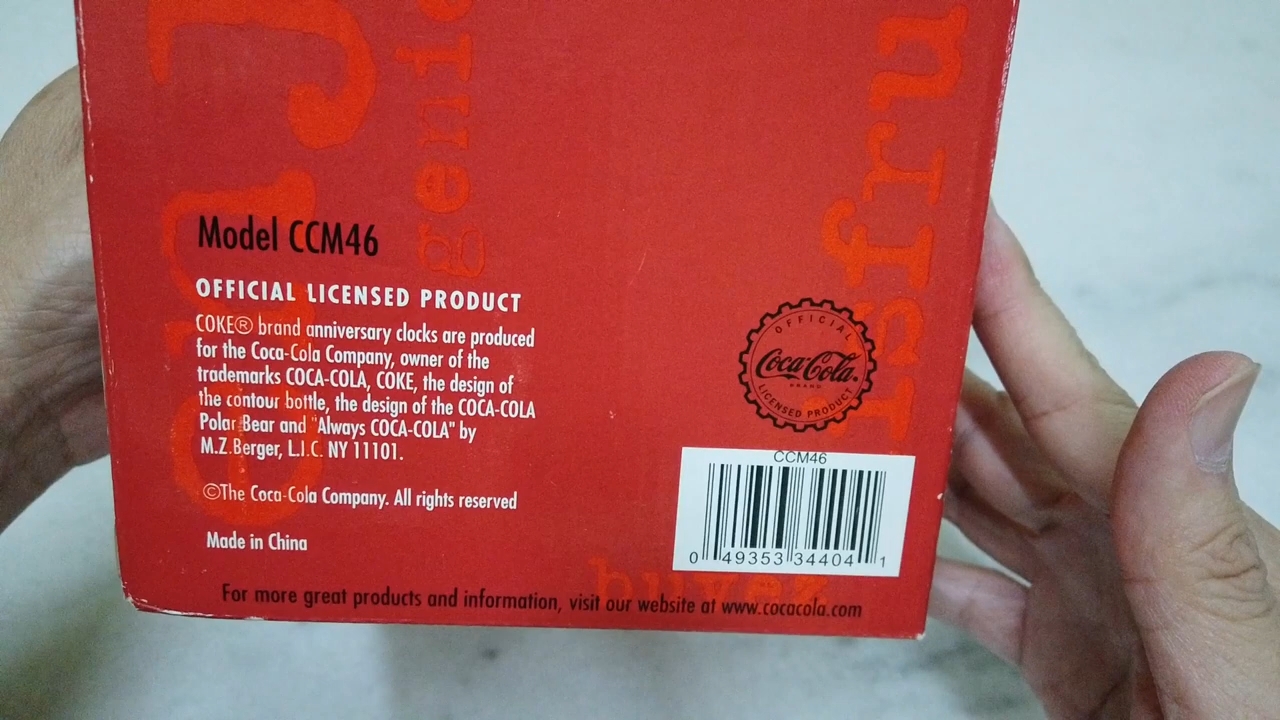 Model CCM46
OFFICIAL LICENSED PRODUCT
COKE® brand anniversary clocks are produced
for the Coca-Cola Company, owner of the
trademarks COCA-COLA, COKE, the design of
the contour bottle, the design of the COCA-COLA
Polar Bear and "Always COCA-COLA" by
M.Z.Berger, L.I.C. NY 11101.
©The Coca-Cola Company. All rights reserved
Made in China
OFFICIAL
Coca-Cola
BRAND
LICENSED PRODUCT
CCM46
0 49353 34404 1
For more great products and information, visit our website at www.cocacola.com